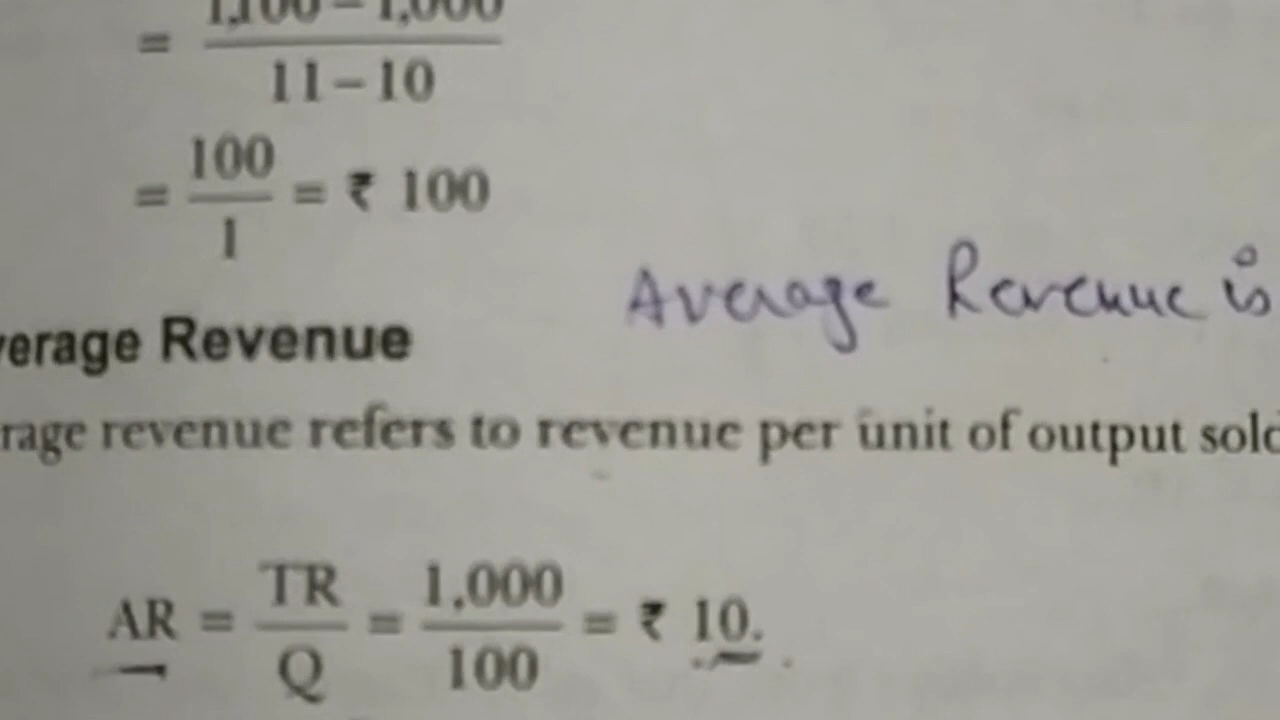 1,100 – 1,000
= 
11 – 10
100
= = ₹ 100
1
Average Revenue is
verage Revenue
rage revenue refers to revenue per unit of output sold
TR 1,000
AR = = = ₹ 10.
Q 100